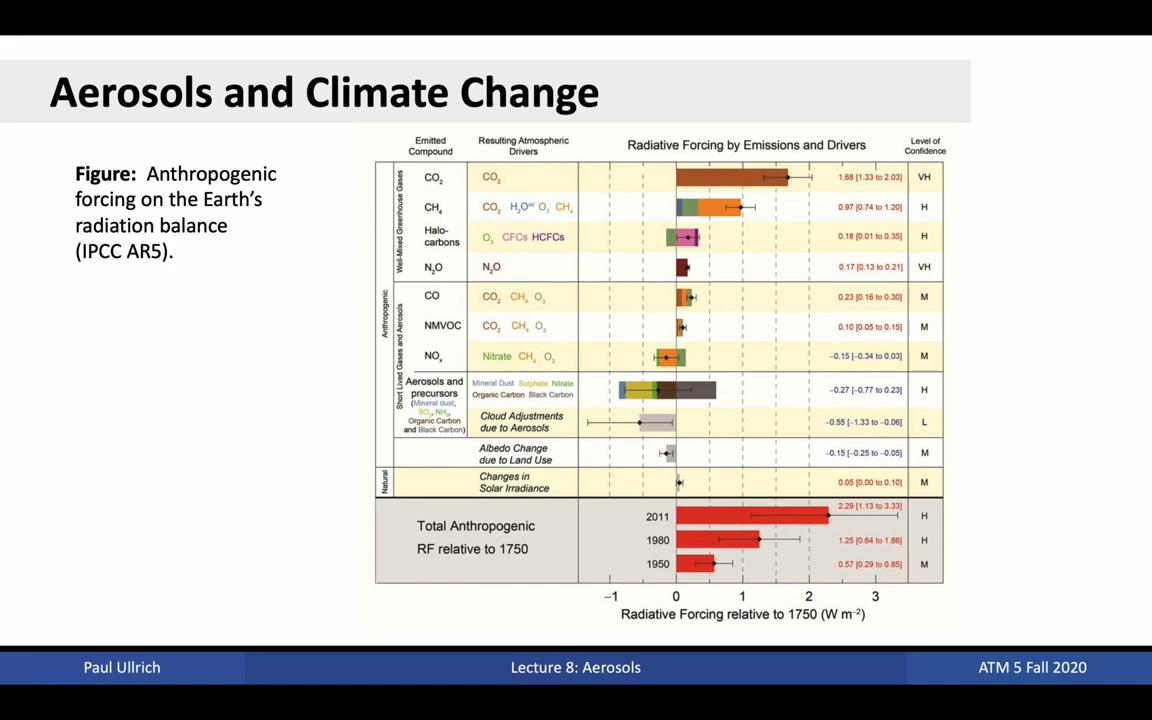 Aerosols and Climate Change
Figure: Anthropogenic
forcing on the Earth's
radiation balance
(IPCC AR5).
Emitted
Compound
Resulting Atmospheric
Drivers
Radiative Forcing by Emissions and Drivers
Level of
Confidence
Anthropogenic
Well-Mixed Greenhouse Gases
CO₂ CO₂ 1.68 [1.33 to 2.03] VH
CH₄ CO₂ H₂Oˢᵗʳ O₃ CH₄ 0.97 [0.74 to 1.20] H
Halo-
carbons O₃ CFCs HCFCs 0.18 [0.01 to 0.35] H
N₂O N₂O 0.17 [0.13 to 0.21] VH
Short Lived Gases and Aerosols
CO CO₂ CH₄ O₃ 0.23 [0.16 to 0.30] M
NMVOC CO₂ CH₄ O₃ 0.10 [0.05 to 0.15] M
NOₓ Nitrate CH₄ O₃ −0.15 [−0.34 to 0.03] M
Aerosols and
precursors
(Mineral dust,
SO₂, NH₃,
Organic Carbon
and Black Carbon)
Mineral Dust Sulphate Nitrate
Organic Carbon Black Carbon
−0.27 [−0.77 to 0.23] H
Cloud Adjustments
due to Aerosols
−0.55 [−1.33 to −0.06] L
Albedo Change
due to Land Use
−0.15 [−0.25 to −0.05] M
Natural
Changes in
Solar Irradiance
0.05 [0.00 to 0.10] M
Total Anthropogenic
RF relative to 1750
2011 2.29 [1.13 to 3.33] H
1980 1.25 [0.64 to 1.86] H
1950 0.57 [0.29 to 0.85] M
−1 0 1 2 3
Radiative Forcing relative to 1750 (W m⁻²)
Paul Ullrich
Lecture 8: Aerosols
ATM 5 Fall 2020